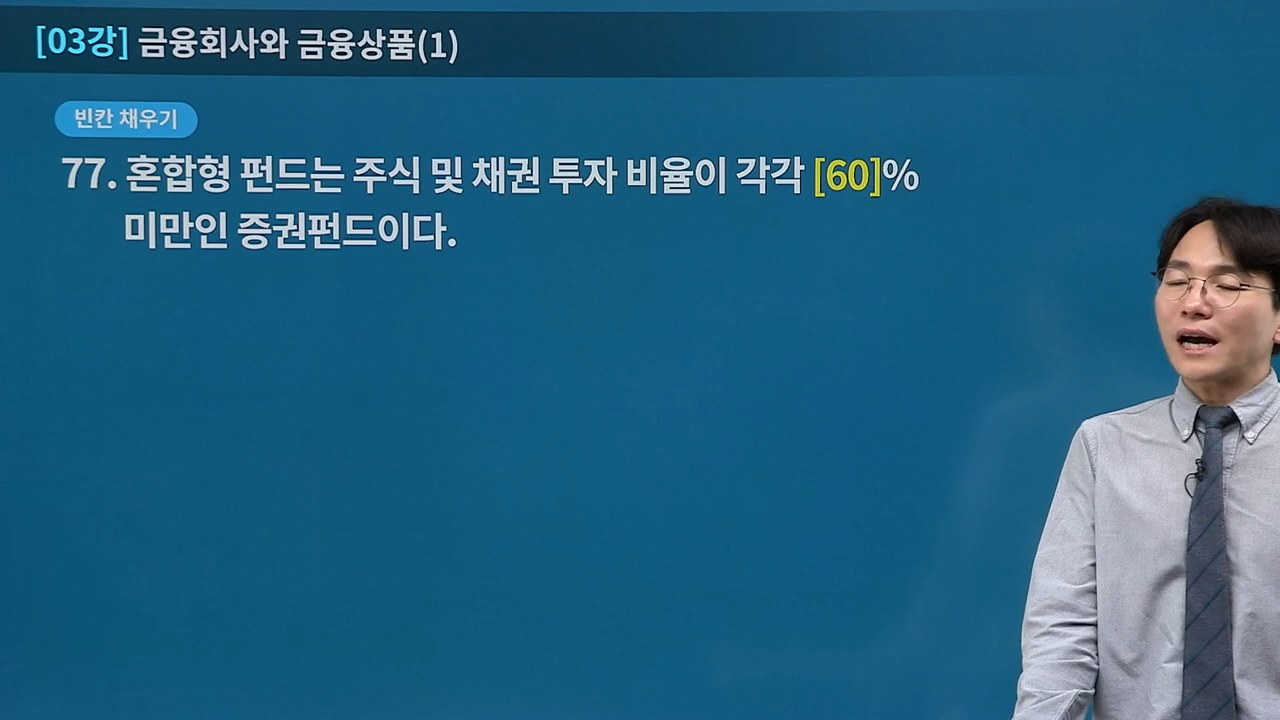 [03강] 금융회사와 금융상품(1)
빈칸 채우기
77. 혼합형 펀드는 주식 및 채권 투자 비율이 각각 [60]%
미만인 증권펀드이다.